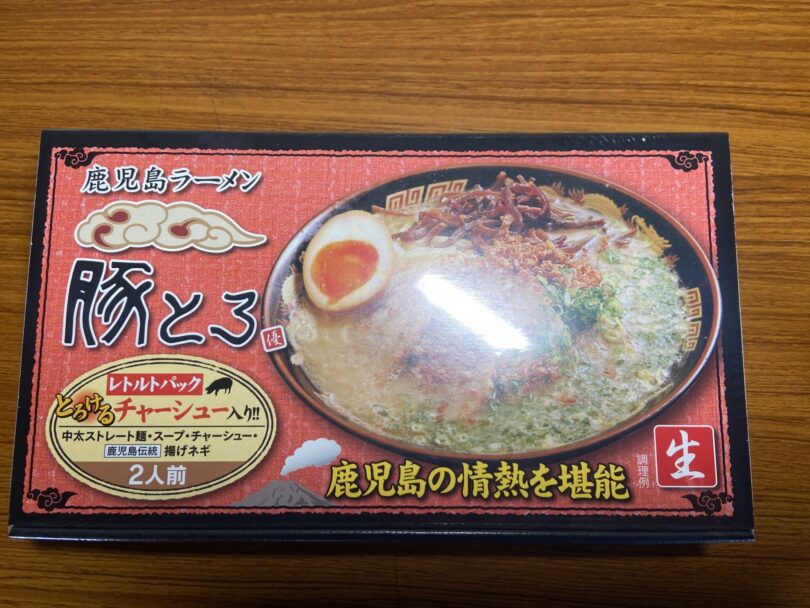 鹿児島ラーメン
豚とろ
優
レトルトパック
とろけるチャーシュー入り!!
中太ストレート麺・スープ・チャーシュー・
鹿児島伝統 揚げネギ
2人前
鹿児島の情熱を堪能
調理例
生